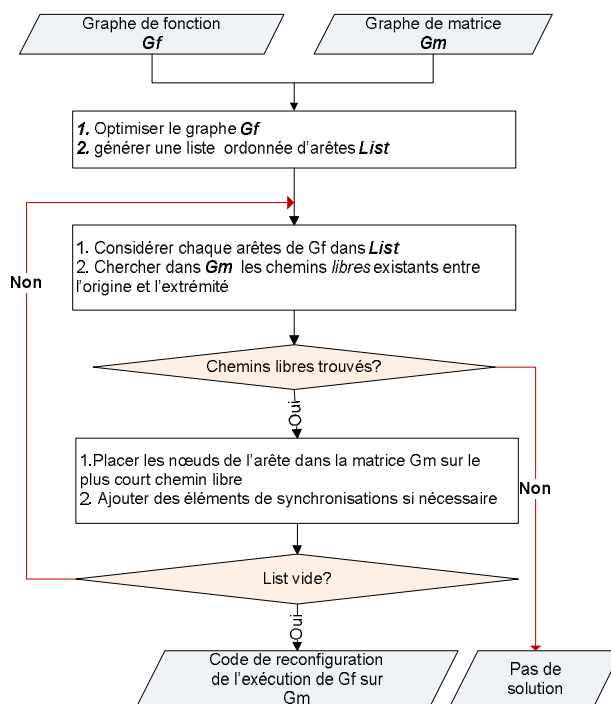 Graphe de fonction
Gf
Graphe de matrice
Gm
1. Optimiser le graphe Gf
2. générer une liste ordonnée d'arêtes List
1. Considérer chaque arêtes de Gf dans List
2. Chercher dans Gm les chemins libres existants entre
l'origine et l'extrémité
Non
Chemins libres trouvés?
Oui
1.Placer les nœuds de l'arête dans la matrice Gm sur le
plus court chemin libre
2. Ajouter des éléments de synchronisations si nécessaire
Non
List vide?
Oui
Code de reconfiguration
de l'exécution de Gf sur
Gm
Pas de
solution